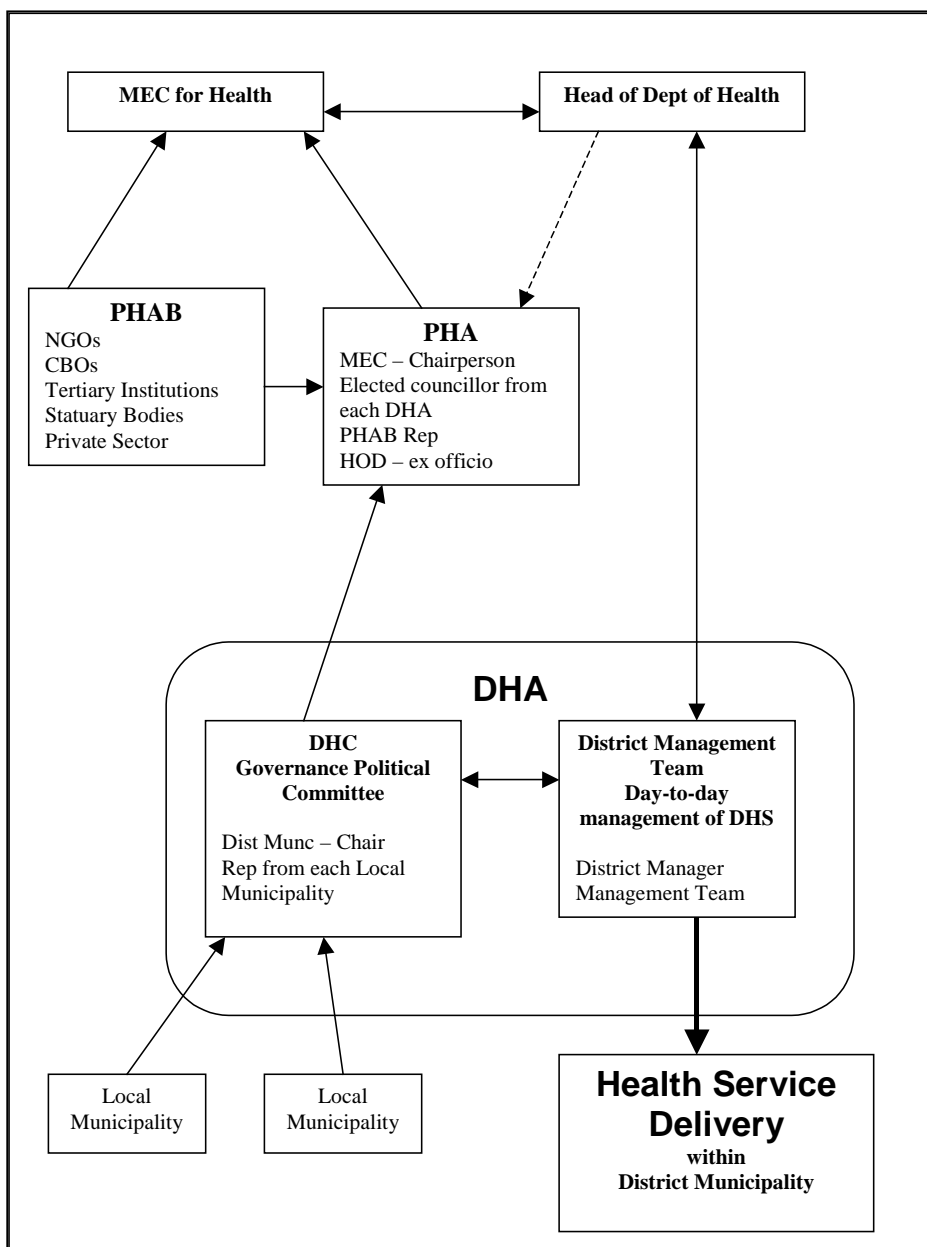 MEC for Health
Head of Dept of Health
PHAB
NGOs
CBOs
Tertiary Institutions
Statuary Bodies
Private Sector
PHA
MEC – Chairperson
Elected councillor from
each DHA
PHAB Rep
HOD – ex officio
DHA
DHC
Governance Political
Committee
Dist Munc – Chair
Rep from each Local
Municipality
District Management
Team
Day-to-day
management of DHS
District Manager
Management Team
Local
Municipality
Local
Municipality
Health Service
Delivery
within
District Municipality